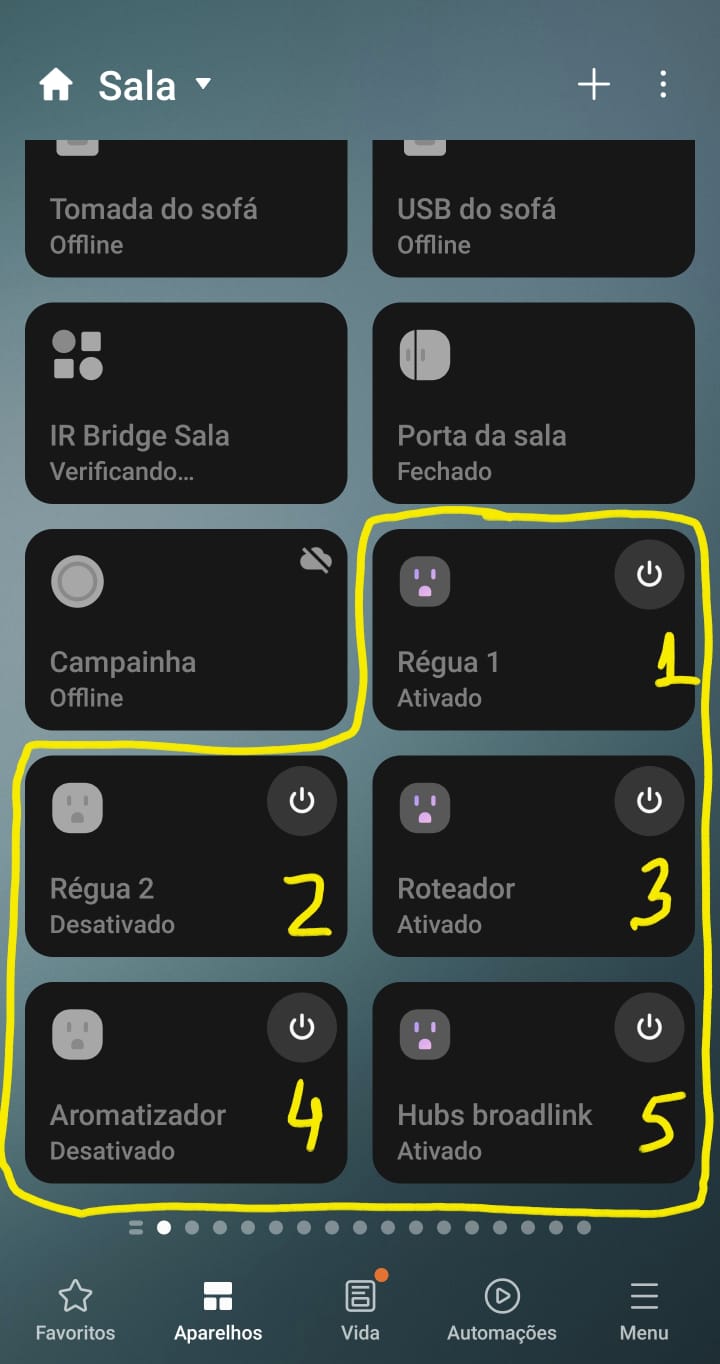 Sala
Tomada do sofá
Offline
USB do sofá
Offline
IR Bridge Sala
Verificando...
Porta da sala
Fechado
Campainha
Offline
Régua 1
Ativado
1
Régua 2
Desativado
2
Roteador
Ativado
3
Aromatizador
Desativado
4
Hubs broadlink
Ativado
5
Favoritos
Aparelhos
Vida
Automações
Menu